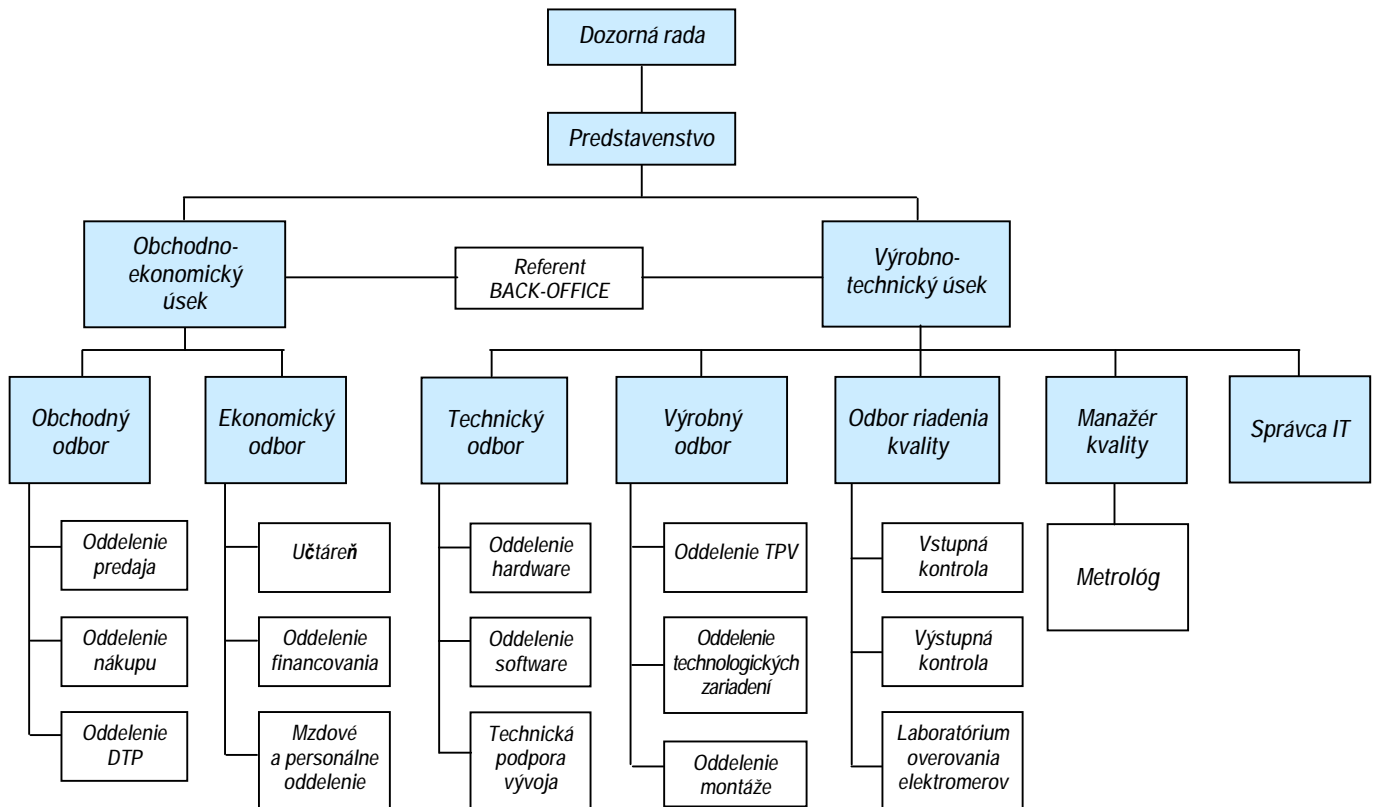 Dozorná rada
Predstavenstvo
Obchodno-
ekonomický
úsek
Referent
BACK-OFFICE
Výrobno-
technický úsek
Obchodný
odbor
Ekonomický
odbor
Technický
odbor
Výrobný
odbor
Odbor riadenia
kvality
Manažér
kvality
Správca IT
Oddelenie
predaja
Oddelenie
nákupu
Oddelenie
DTP
Učtáreň
Oddelenie
financovania
Mzdové
a personálne
oddelenie
Oddelenie
hardware
Oddelenie
software
Technická
podpora
vývoja
Oddelenie TPV
Oddelenie
technologických
zariadení
Oddelenie
montáže
Vstupná
kontrola
Výstupná
kontrola
Laboratórium
overovania
elektromerov
Metrológ